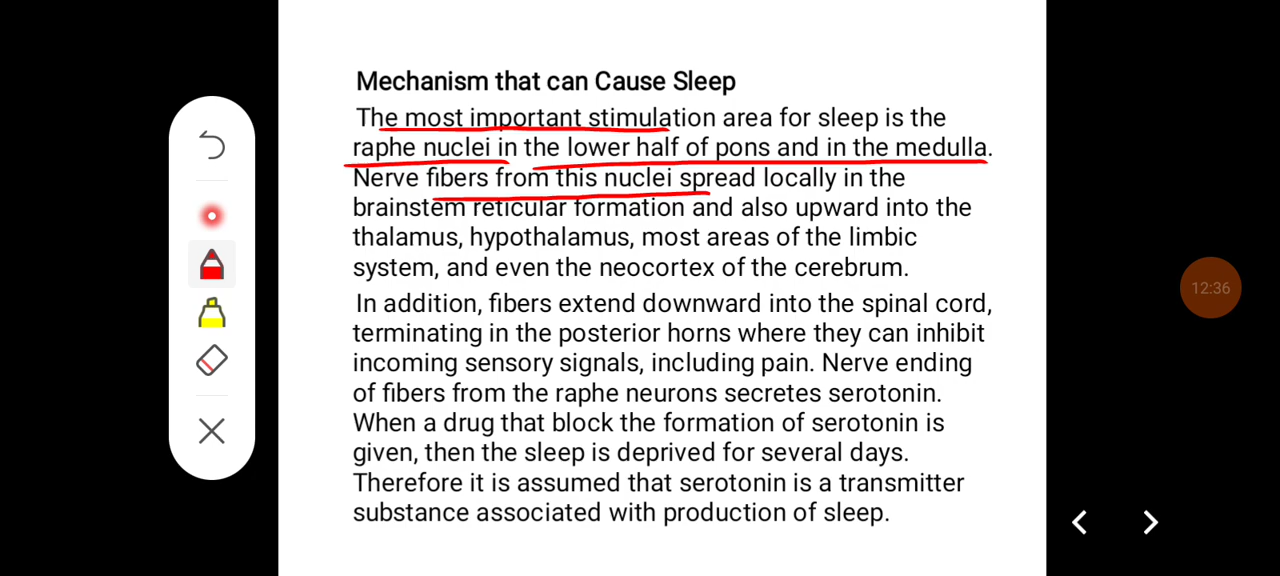 Mechanism that can Cause Sleep
The most important stimulation area for sleep is the
raphe nuclei in the lower half of pons and in the medulla.
Nerve fibers from this nuclei spread locally in the
brainstem reticular formation and also upward into the
thalamus, hypothalamus, most areas of the limbic
system, and even the neocortex of the cerebrum.
In addition, fibers extend downward into the spinal cord,
terminating in the posterior horns where they can inhibit
incoming sensory signals, including pain. Nerve ending
of fibers from the raphe neurons secretes serotonin.
When a drug that block the formation of serotonin is
given, then the sleep is deprived for several days.
Therefore it is assumed that serotonin is a transmitter
substance associated with production of sleep.
12:36